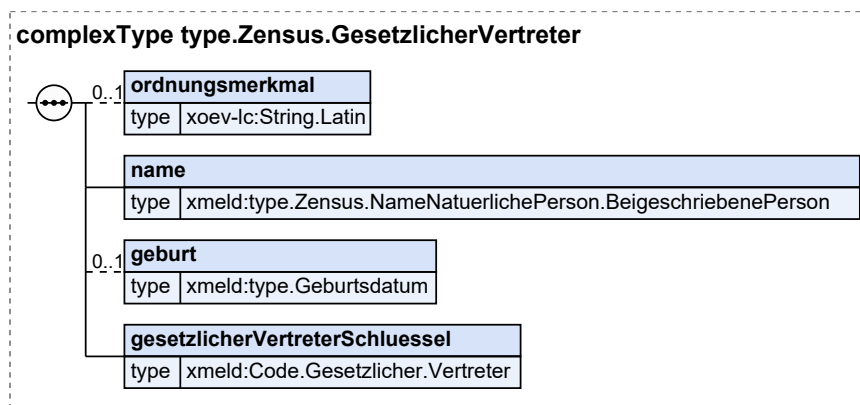 complexType type.Zensus.GesetzlicherVertreter
0..1
ordnungsmerkmal
type xoev-lc:String.Latin
name
type xmeld:type.Zensus.NameNatuerlichePerson.BeigeschriebenePerson
0..1
geburt
type xmeld:type.Geburtsdatum
gesetzlicherVertreterSchluessel
type xmeld:Code.Gesetzlicher.Vertreter